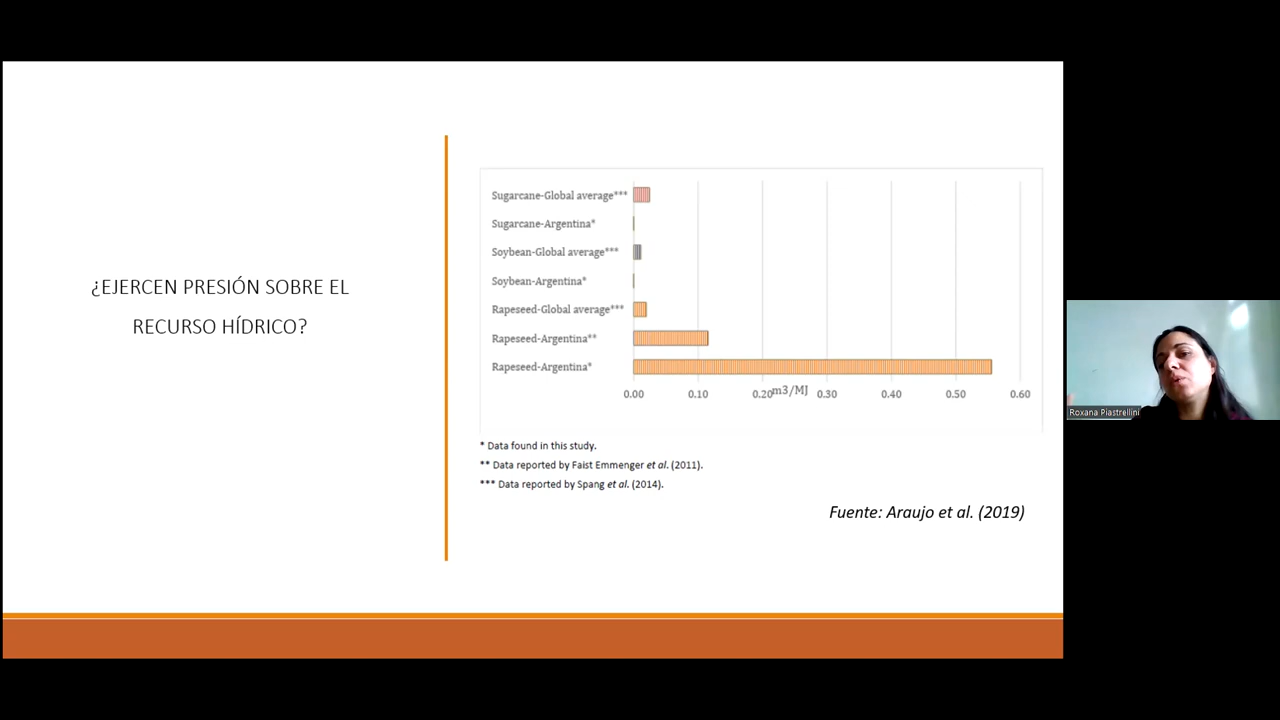 ¿EJERCEN PRESIÓN SOBRE EL
RECURSO HÍDRICO?
Sugarcane-Global average***
Sugarcane-Argentina*
Soybean-Global average***
Soybean-Argentina*
Rapeseed-Global average***
Rapeseed-Argentina**
Rapeseed-Argentina*
0.00 0.10 0.20 0.30 0.40 0.50 0.60
m3/MJ
* Data found in this study.
** Data reported by Faist Emmenger et al. (2011).
*** Data reported by Spang et al. (2014).
Fuente: Araujo et al. (2019)
Roxana Piastrellini